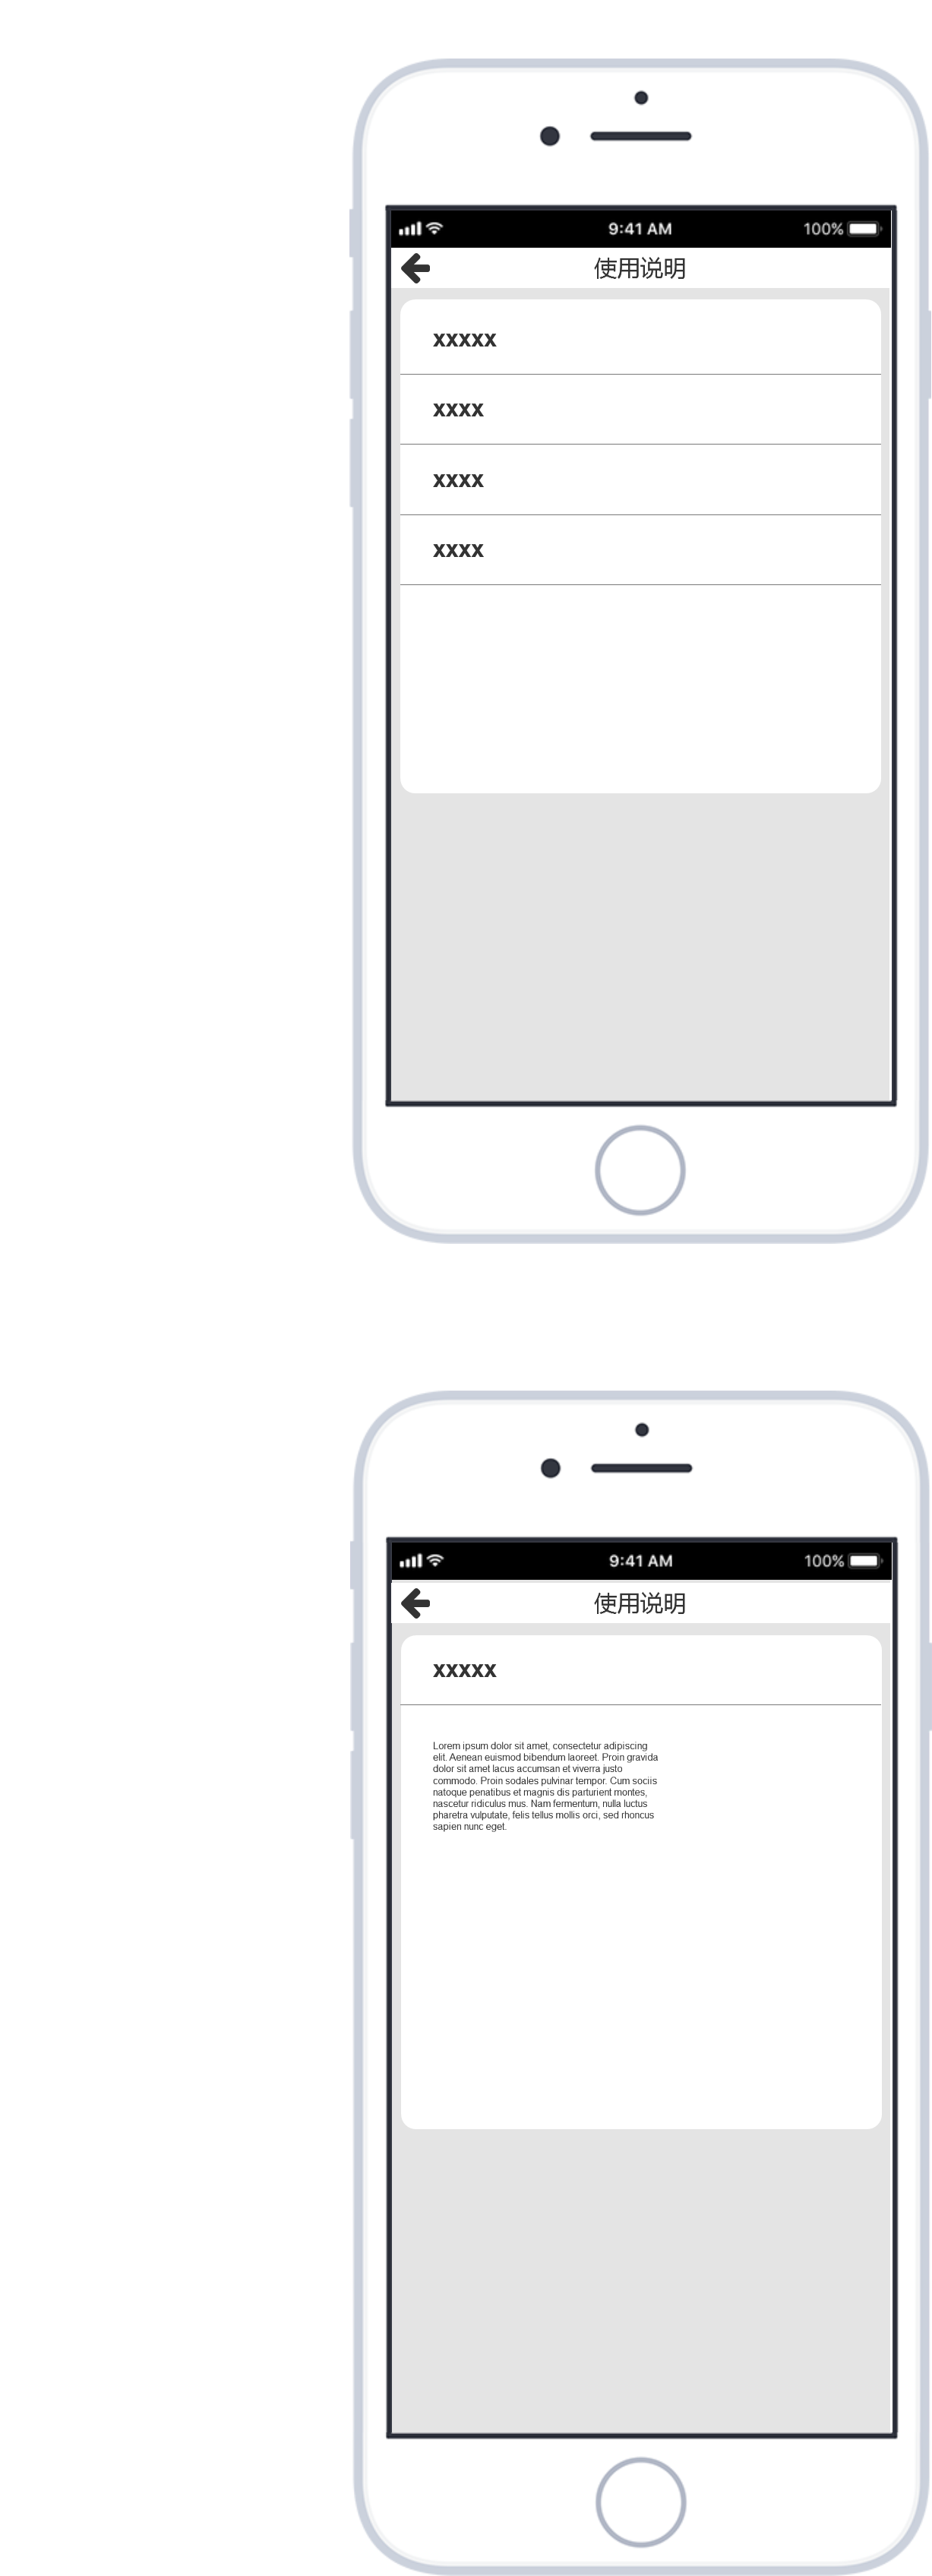 9:41 AM 100%
使用说明
xxxxx
xxxx
xxxx
xxxx
9:41 AM 100%
使用说明
xxxxx
Lorem ipsum dolor sit amet, consectetur adipiscing
elit. Aenean euismod bibendum laoreet. Proin gravida
dolor sit amet lacus accumsan et viverra justo
commodo. Proin sodales pulvinar tempor. Cum sociis
natoque penatibus et magnis dis parturient montes,
nascetur ridiculus mus. Nam fermentum, nulla luctus
pharetra vulputate, felis tellus mollis orci, sed rhoncus
sapien nunc eget.